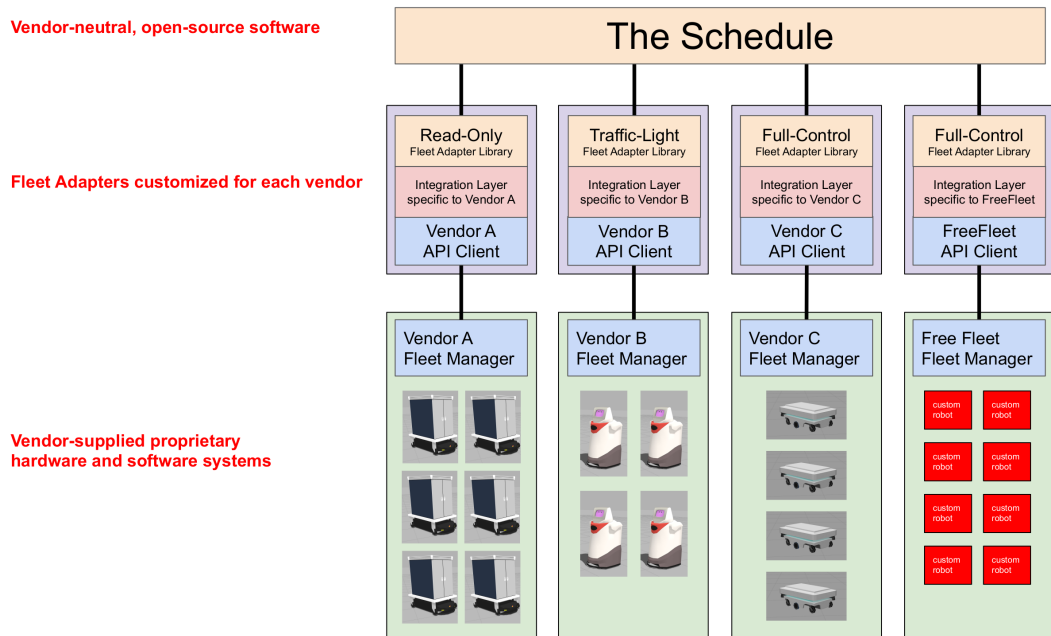 Vendor-neutral, open-source software
The Schedule
Fleet Adapters customized for each vendor
Read-Only
Fleet Adapter Library
Integration Layer
specific to Vendor A
Vendor A
API Client
Traffic-Light
Fleet Adapter Library
Integration Layer
specific to Vendor B
Vendor B
API Client
Full-Control
Fleet Adapter Library
Integration Layer
specific to Vendor C
Vendor C
API Client
Full-Control
Fleet Adapter Library
Integration Layer
specific to FreeFleet
FreeFleet
API Client
Vendor-supplied proprietary
hardware and software systems
Vendor A
Fleet Manager
Vendor B
Fleet Manager
Vendor C
Fleet Manager
Free Fleet
Fleet Manager
custom
robot
custom
robot
custom
robot
custom
robot
custom
robot
custom
robot
custom
robot
custom
robot